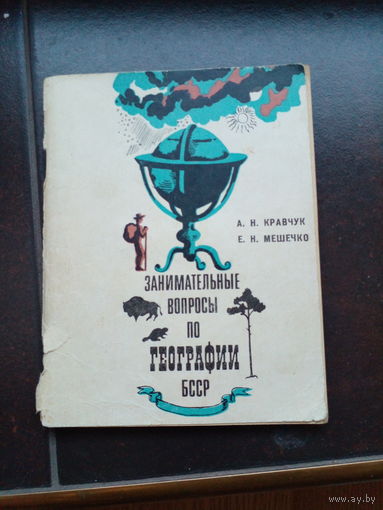 А. Н. КРАВЧУК
Е. Н. МЕШЕЧКО
ЗАНИМАТЕЛЬНЫЕ
ВОПРОСЫ
ПО
ГЕОГРАФИИ
БССР
www.ay.by